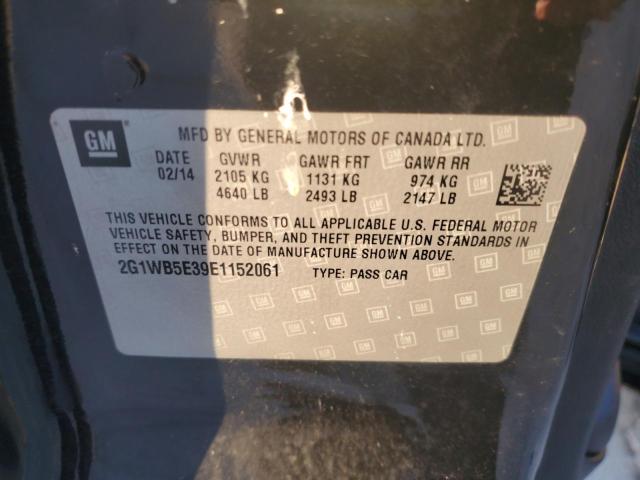 GM
MFD BY GENERAL MOTORS OF CANADA LTD.
DATE GVWR GAWR FRT GAWR RR
02/14 2105 KG 1131 KG 974 KG
4640 LB 2493 LB 2147 LB
THIS VEHICLE CONFORMS TO ALL APPLICABLE U.S. FEDERAL MOTOR
VEHICLE SAFETY, BUMPER, AND THEFT PREVENTION STANDARDS IN
EFFECT ON THE DATE OF MANUFACTURE SHOWN ABOVE.
2G1WB5E39E1152061 TYPE: PASS CAR